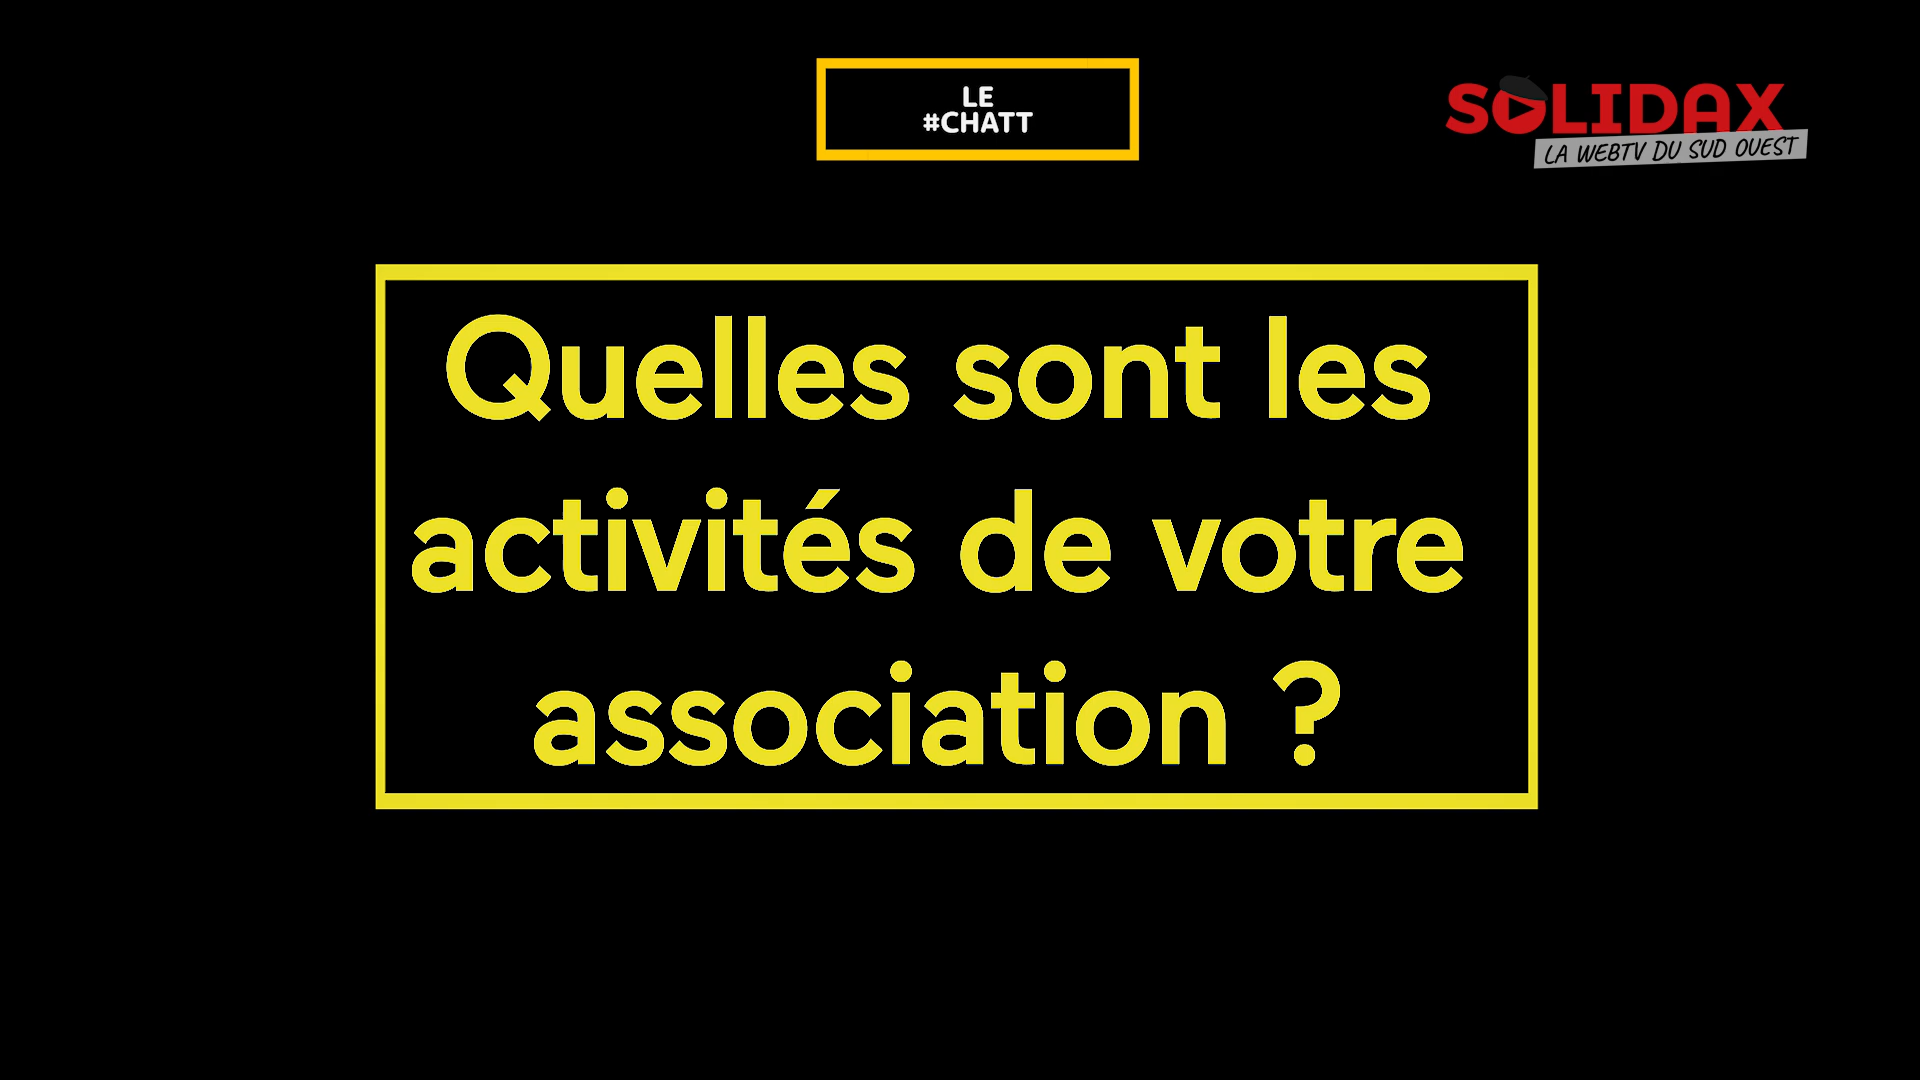 LE
#CHATT
SOLIDAX
LA WEBTV DU SUD OUEST
Quelles sont les
activités de votre
association ?